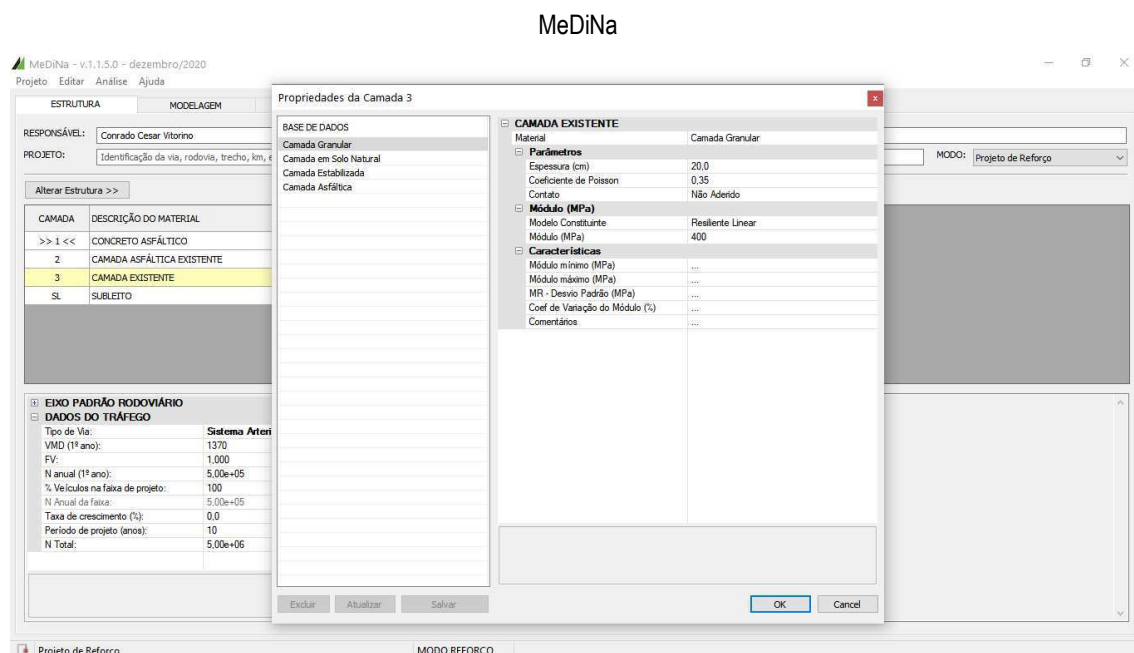 MeDiNa
MeDiNa - v.1.1.5.0 - dezembro/2020
Projeto Editar Análise Ajuda
ESTRUTURA MODELAGEM
RESPONSÁVEL: Conrado Cesar Vitorino
PROJETO: Identificação da via, rodovia, trecho, km, e
MODO: Projeto de Reforço
Alterar Estrutura >>
CAMADA DESCRIÇÃO DO MATERIAL
>> 1 << CONCRETO ASFÁLTICO
2 CAMADA ASFÁLTICA EXISTENTE
3 CAMADA EXISTENTE
SL SUBLEITO
EIXO PADRÃO RODOVIÁRIO
DADOS DO TRÁFEGO
Tipo de Via: Sistema Arteri
VMD (1º ano): 1370
FV: 1,000
N anual (1º ano): 5,00e+05
% Veículos na faixa de projeto: 100
N Anual da faixa: 5,00e+05
Taxa de crescimento (%): 0,0
Período de projeto (anos): 10
N Total: 5,00e+06
Propriedades da Camada 3
BASE DE DADOS
Camada Granular
Camada em Solo Natural
Camada Estabilizada
Camada Asfáltica
CAMADA EXISTENTE
Material Camada Granular
Parâmetros
Espessura (cm) 20,0
Coeficiente de Poisson 0,35
Contato Não Aderido
Módulo (MPa)
Modelo Constituinte Resiliente Linear
Módulo (MPa) 400
Características
Módulo mínimo (MPa) ...
Módulo máximo (MPa) ...
MR - Desvio Padrão (MPa) ...
Coef de Variação do Módulo (%) ...
Comentários ...
Excluir Atualizar Salvar
OK Cancel
Projeto de Reforço MODO REFORÇO